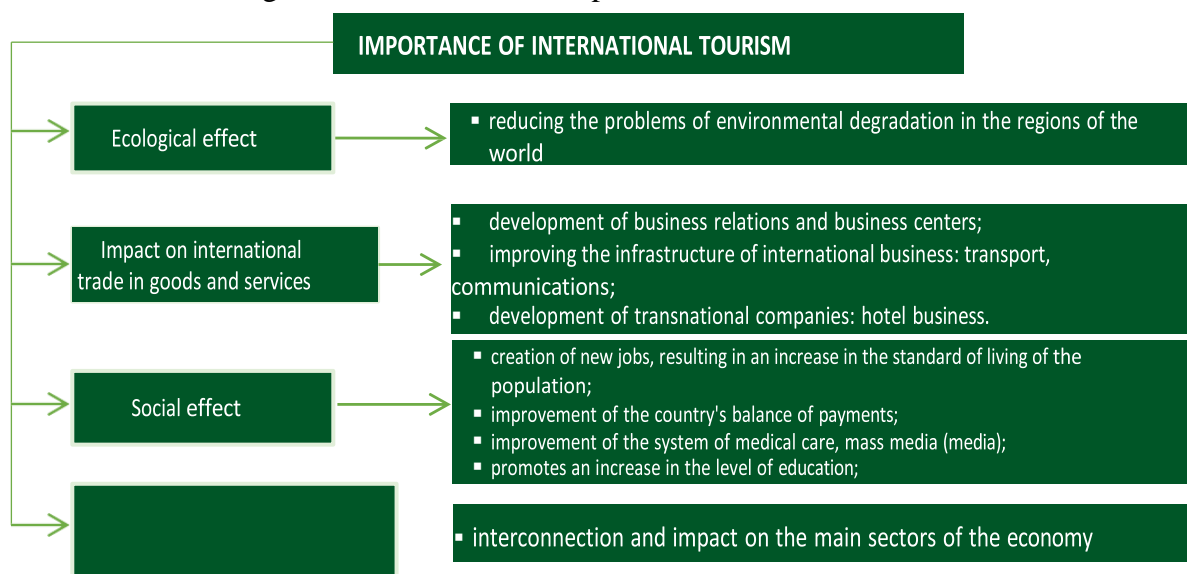 IMPORTANCE OF INTERNATIONAL TOURISM
Ecological effect
▪ reducing the problems of environmental degradation in the regions of the
world
Impact on international
trade in goods and services
▪ development of business relations and business centers;
▪ improving the infrastructure of international business: transport,
communications;
▪ development of transnational companies: hotel business.
Social effect
▪ creation of new jobs, resulting in an increase in the standard of living of the
population;
▪ improvement of the country's balance of payments;
▪ improvement of the system of medical care, mass media (media);
▪ promotes an increase in the level of education;
▪ interconnection and impact on the main sectors of the economy